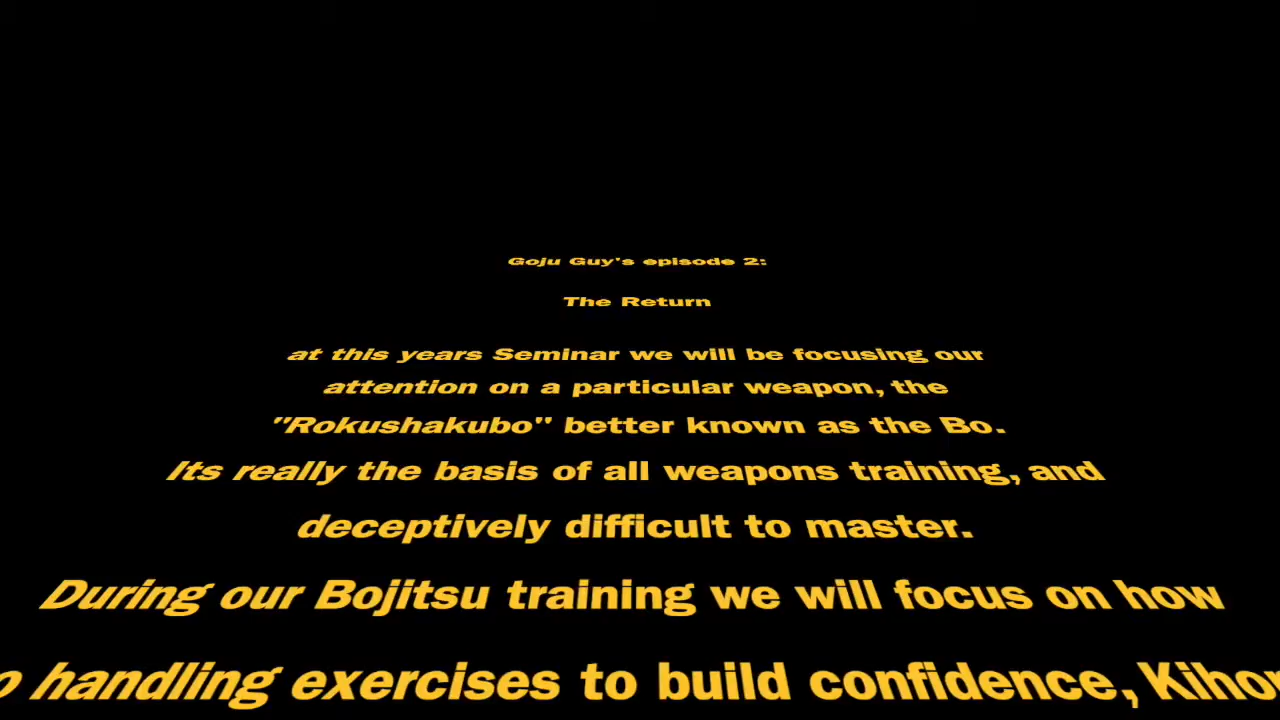 Goju Guy's episode 2:
The Return
at this years Seminar we will be focusing our
attention on a particular weapon, the
"Rokushakubo" better known as the Bo.
Its really the basis of all weapons training, and
deceptively difficult to master.
During our Bojitsu training we will focus on how
handling exercises to build confidence,